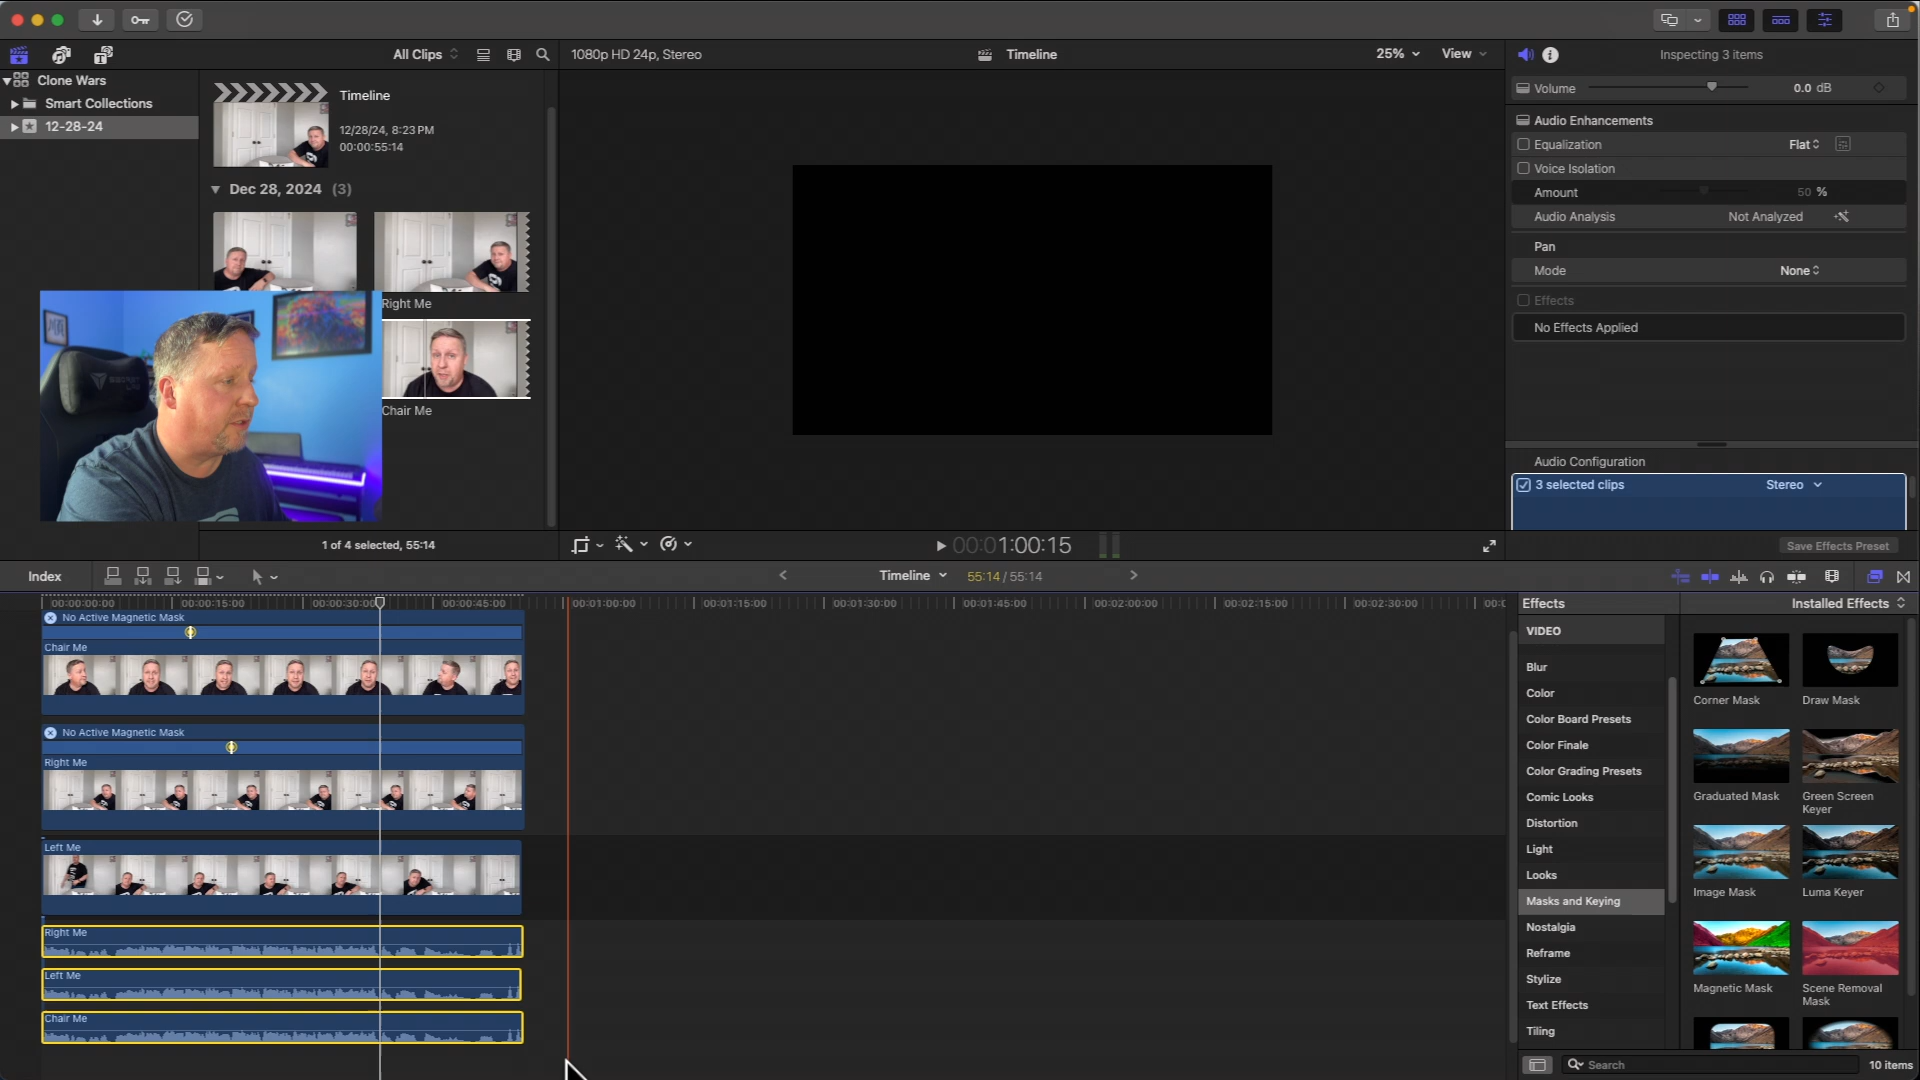 All Clips
1080p HD 24p, Stereo
Timeline
25%
View
Inspecting 3 items
Clone Wars
Smart Collections
12-28-24
Timeline
12/28/24, 8:23 PM
00:00:55:14
Dec 28, 2024 (3)
Right Me
Chair Me
1 of 4 selected, 55:14
00:01:00:15
Volume
0.0 dB
Audio Enhancements
Equalization
Flat
Voice Isolation
Amount
50 %
Audio Analysis
Not Analyzed
Pan
Mode
None
Effects
No Effects Applied
Audio Configuration
3 selected clips
Stereo
Save Effects Preset
Index
Timeline
55:14 / 55:14
00:00:00:00
00:00:15:00
00:00:30:00
00:00:45:00
00:01:00:00
00:01:15:00
00:01:30:00
00:01:45:00
00:02:00:00
00:02:15:00
00:02:30:00
No Active Magnetic Mask
Chair Me
No Active Magnetic Mask
Right Me
Left Me
Right Me
Left Me
Chair Me
Effects
Installed Effects
VIDEO
Blur
Color
Color Board Presets
Color Finale
Color Grading Presets
Comic Looks
Distortion
Light
Looks
Masks and Keying
Nostalgia
Reframe
Stylize
Text Effects
Tiling
Corner Mask
Draw Mask
Graduated Mask
Green Screen
Keyer
Image Mask
Luma Keyer
Magnetic Mask
Scene Removal
Mask
Search
10 items